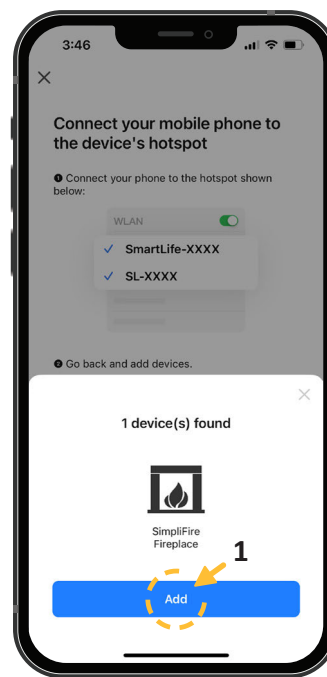 3:46
Connect your mobile phone to
the device's hotspot
❶ Connect your phone to the hotspot shown
below:
WLAN
SmartLife-XXXX
SL-XXXX
❷ Go back and add devices.
1 device(s) found
SimpliFire
Fireplace
1
Add